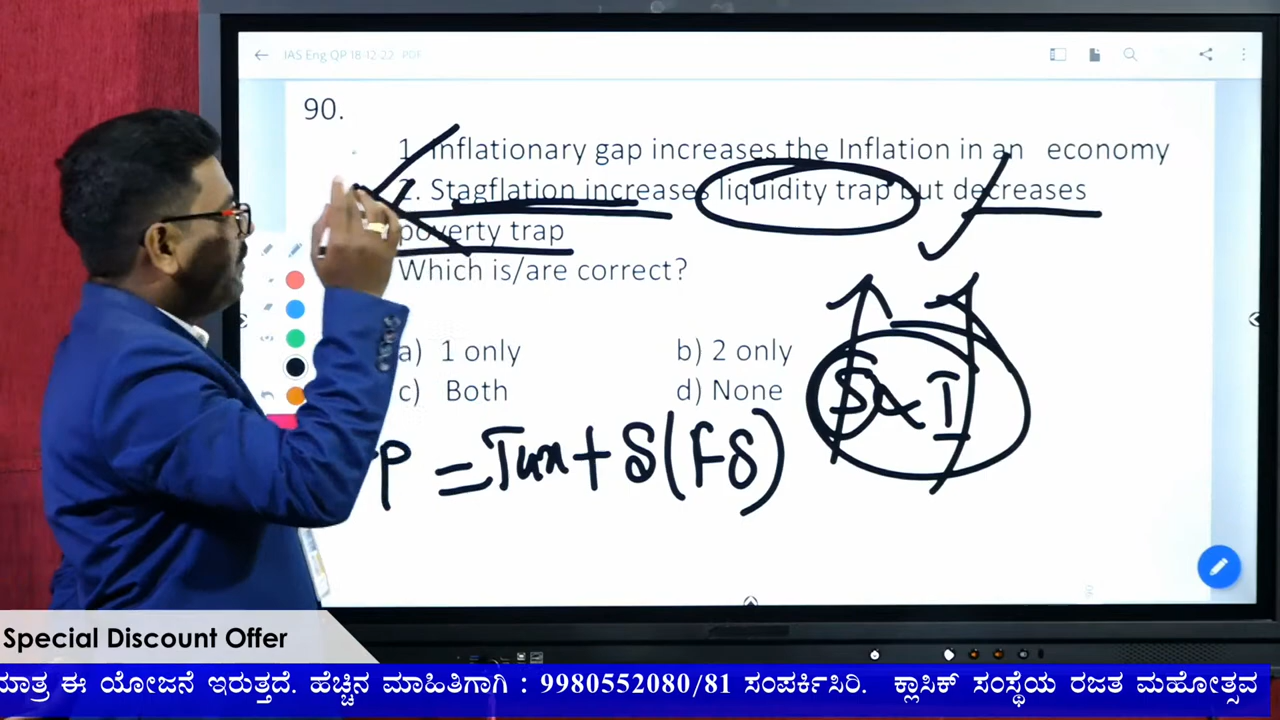 IAS Eng QP 18-12-22 PDF
90.
1. Inflationary gap increases the Inflation in an economy
2. Stagflation increases liquidity trap but decreases
poverty trap
Which is/are correct?
a) 1 only b) 2 only
c) Both d) None
S α I
P = Tax + S (FS)
Special Discount Offer
ಮಾತ್ರ ಈ ಯೋಜನೆ ಇರುತ್ತದೆ. ಹೆಚ್ಚಿನ ಮಾಹಿತಿಗಾಗಿ : 9980552080/81 ಸಂಪರ್ಕಿಸಿರಿ. ಕ್ಲಾಸಿಕ್ ಸಂಸ್ಥೆಯ ರಜತ ಮಹೋತ್ಸವ